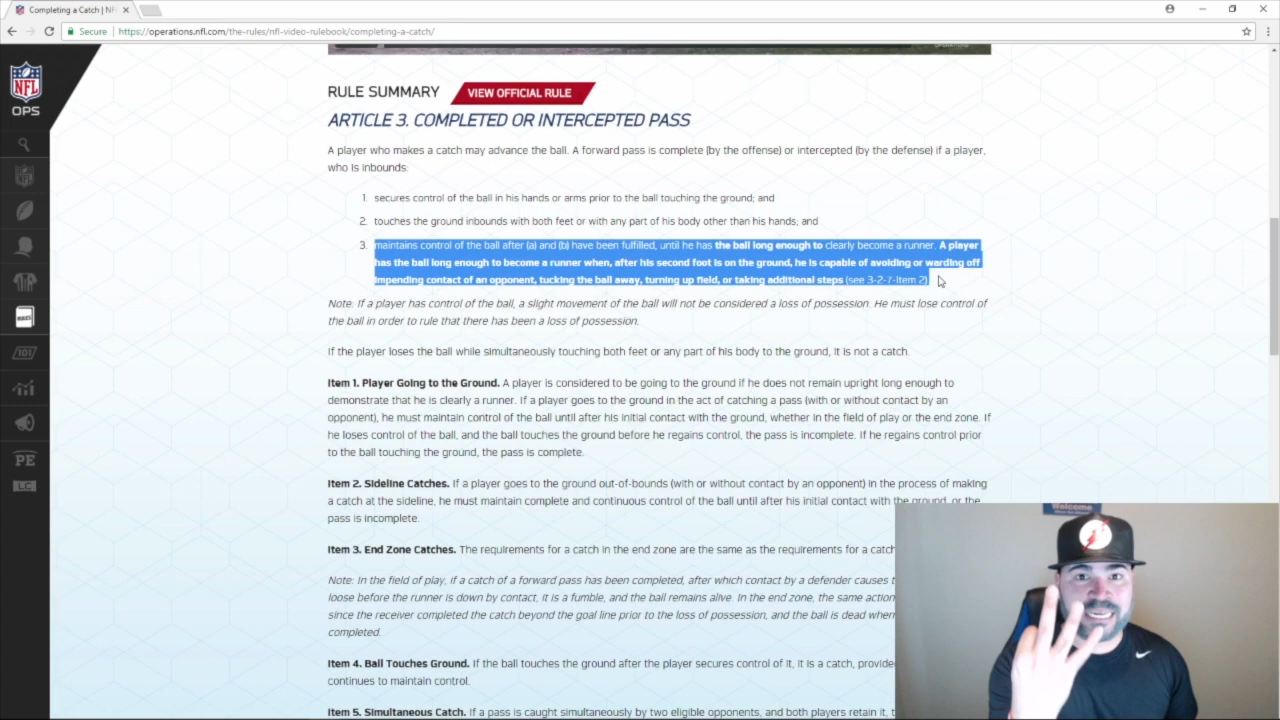 Completing a Catch | NF
Secure
https://operations.nfl.com/the-rules/nfl-video-rulebook/completing-a-catch/
NFL
OPS
RULE SUMMARY
VIEW OFFICIAL RULE
ARTICLE 3. COMPLETED OR INTERCEPTED PASS
A player who makes a catch may advance the ball. A forward pass is complete (by the offense) or intercepted (by the defense) if a player,
who is inbounds:
1. secures control of the ball in his hands or arms prior to the ball touching the ground; and
2. touches the ground inbounds with both feet or with any part of his body other than his hands; and
3. maintains control of the ball after (a) and (b) have been fulfilled, until he has the ball long enough to clearly become a runner. A player
has the ball long enough to become a runner when, after his second foot is on the ground, he is capable of avoiding or warding off
impending contact of an opponent, tucking the ball away, turning up field, or taking additional steps (see 3-2-7-Item 2).
Note: If a player has control of the ball, a slight movement of the ball will not be considered a loss of possession. He must lose control of
the ball in order to rule that there has been a loss of possession.
If the player loses the ball while simultaneously touching both feet or any part of his body to the ground, it is not a catch.
Item 1. Player Going to the Ground. A player is considered to be going to the ground if he does not remain upright long enough to
demonstrate that he is clearly a runner. If a player goes to the ground in the act of catching a pass (with or without contact by an
opponent), he must maintain control of the ball until after his initial contact with the ground, whether in the field of play or the end zone. If
he loses control of the ball, and the ball touches the ground before he regains control, the pass is incomplete. If he regains control prior
to the ball touching the ground, the pass is complete.
Item 2. Sideline Catches. If a player goes to the ground out-of-bounds (with or without contact by an opponent) in the process of making
a catch at the sideline, he must maintain complete and continuous control of the ball until after his initial contact with the ground, or the
pass is incomplete.
Item 3. End Zone Catches. The requirements for a catch in the end zone are the same as the requirements for a catch
Note: In the field of play, if a catch of a forward pass has been completed, after which contact by a defender causes t
loose before the runner is down by contact, it is a fumble, and the ball remains alive. In the end zone, the same action
since the receiver completed the catch beyond the goal line prior to the loss of possession, and the ball is dead when
completed.
Item 4. Ball Touches Ground. If the ball touches the ground after the player secures control of it, it is a catch, provide
continues to maintain control.
Item 5. Simultaneous Catch. If a pass is caught simultaneously by two eligible opponents, and both players retain it, t
101
PE
LC
Welcome